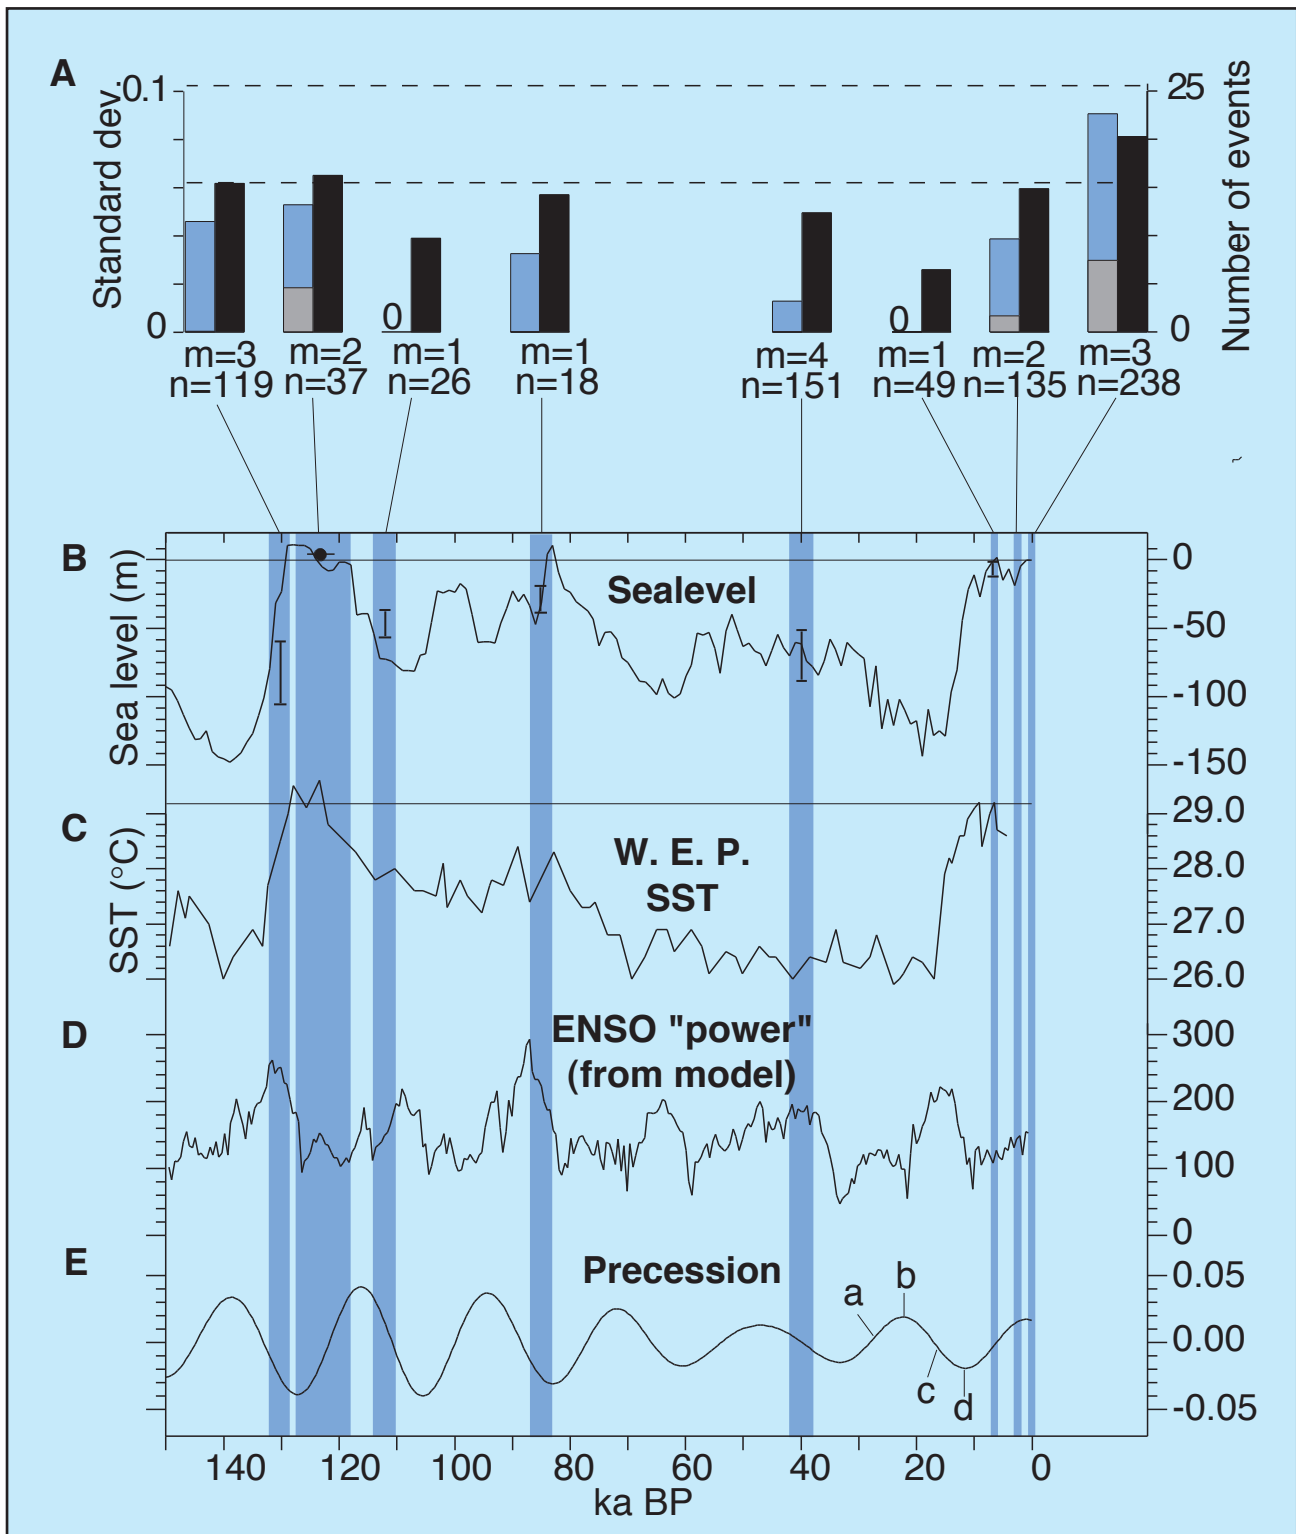 A
Standard dev.
0.1
0
25
0
Number of events
0
0
m=3 m=2 m=1 m=1 m=4 m=1 m=2 m=3
n=119 n=37 n=26 n=18 n=151 n=49 n=135 n=238
B
Sea level (m)
Sealevel
0
-50
-100
-150
C
SST (°C)
W. E. P.
SST
29.0
28.0
27.0
26.0
D
ENSO "power"
(from model)
300
200
100
0
E
Precession
a
b
c
d
0.05
0.00
-0.05
140 120 100 80 60 40 20 0
ka BP